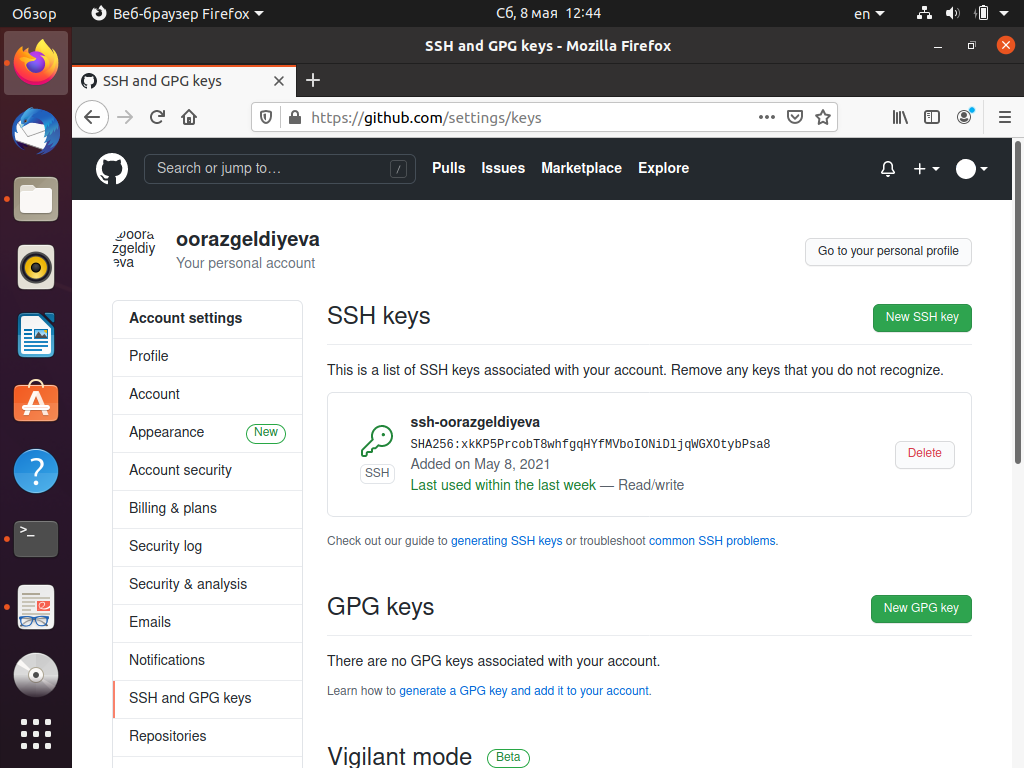 Обзор
Веб-браузер Firefox
Сб, 8 мая 12:44
en
SSH and GPG keys - Mozilla Firefox
SSH and GPG keys
https://github.com/settings/keys
Search or jump to…
/
Pulls
Issues
Marketplace
Explore
@oora
zgeldiy
eva
oorazgeldiyeva
Your personal account
Go to your personal profile
Account settings
Profile
Account
Appearance
New
Account security
Billing & plans
Security log
Security & analysis
Emails
Notifications
SSH and GPG keys
Repositories
SSH keys
New SSH key
This is a list of SSH keys associated with your account. Remove any keys that you do not recognize.
ssh-oorazgeldiyeva
SHA256:xkKP5PrcobT8whfgqHYfMVboIONiDljqWGXOtybPsa8
Added on May 8, 2021
Last used within the last week — Read/write
SSH
Delete
Check out our guide to generating SSH keys or troubleshoot common SSH problems.
GPG keys
New GPG key
There are no GPG keys associated with your account.
Learn how to generate a GPG key and add it to your account.
Vigilant mode
Beta